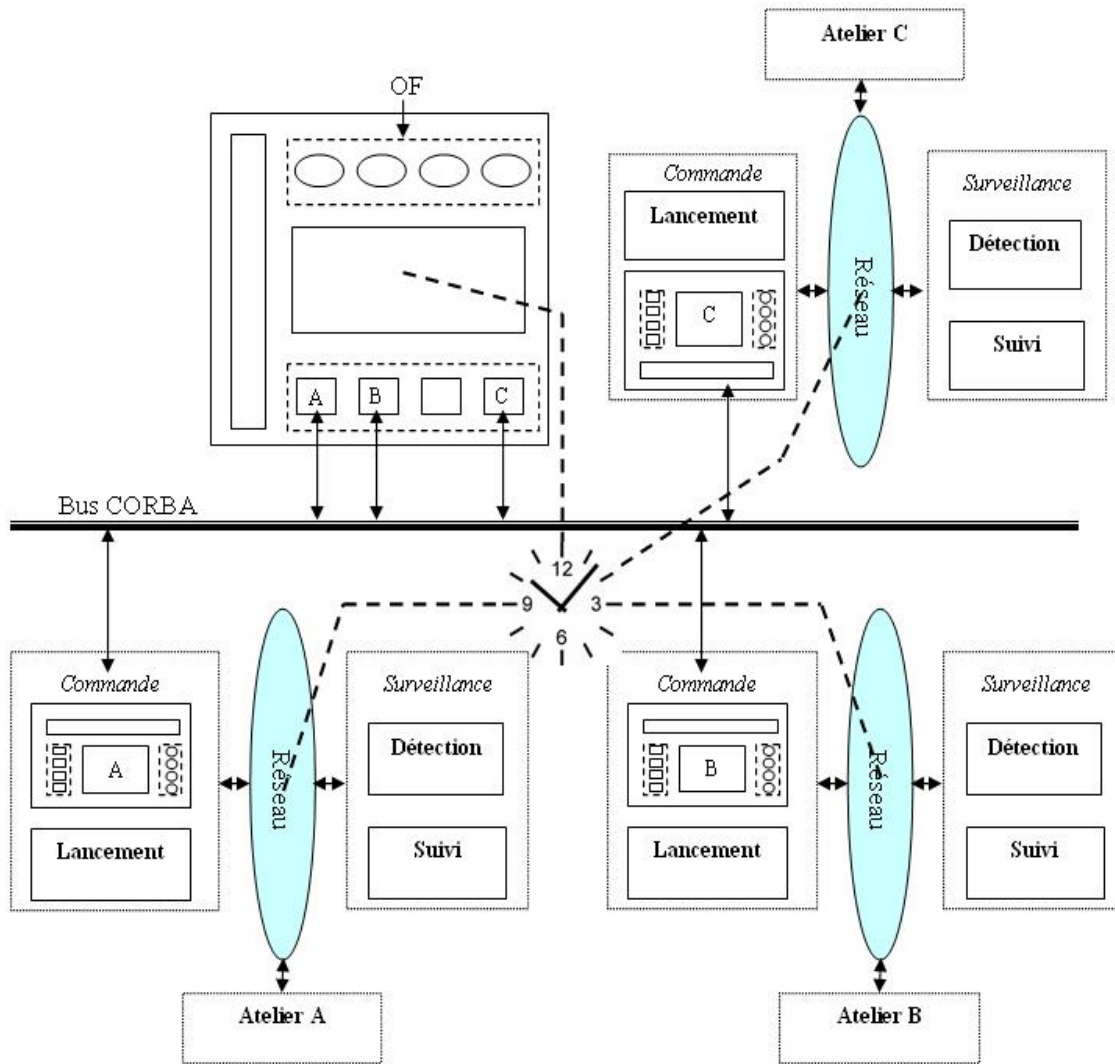 Atelier C
OF
Commande
Lancement
C
Réseau
Surveillance
Détection
Suivi
A
B
C
Bus CORBA
12
9
3
6
Commande
A
Lancement
Réseau
Surveillance
Détection
Suivi
Atelier A
Commande
B
Lancement
Réseau
Surveillance
Détection
Suivi
Atelier B